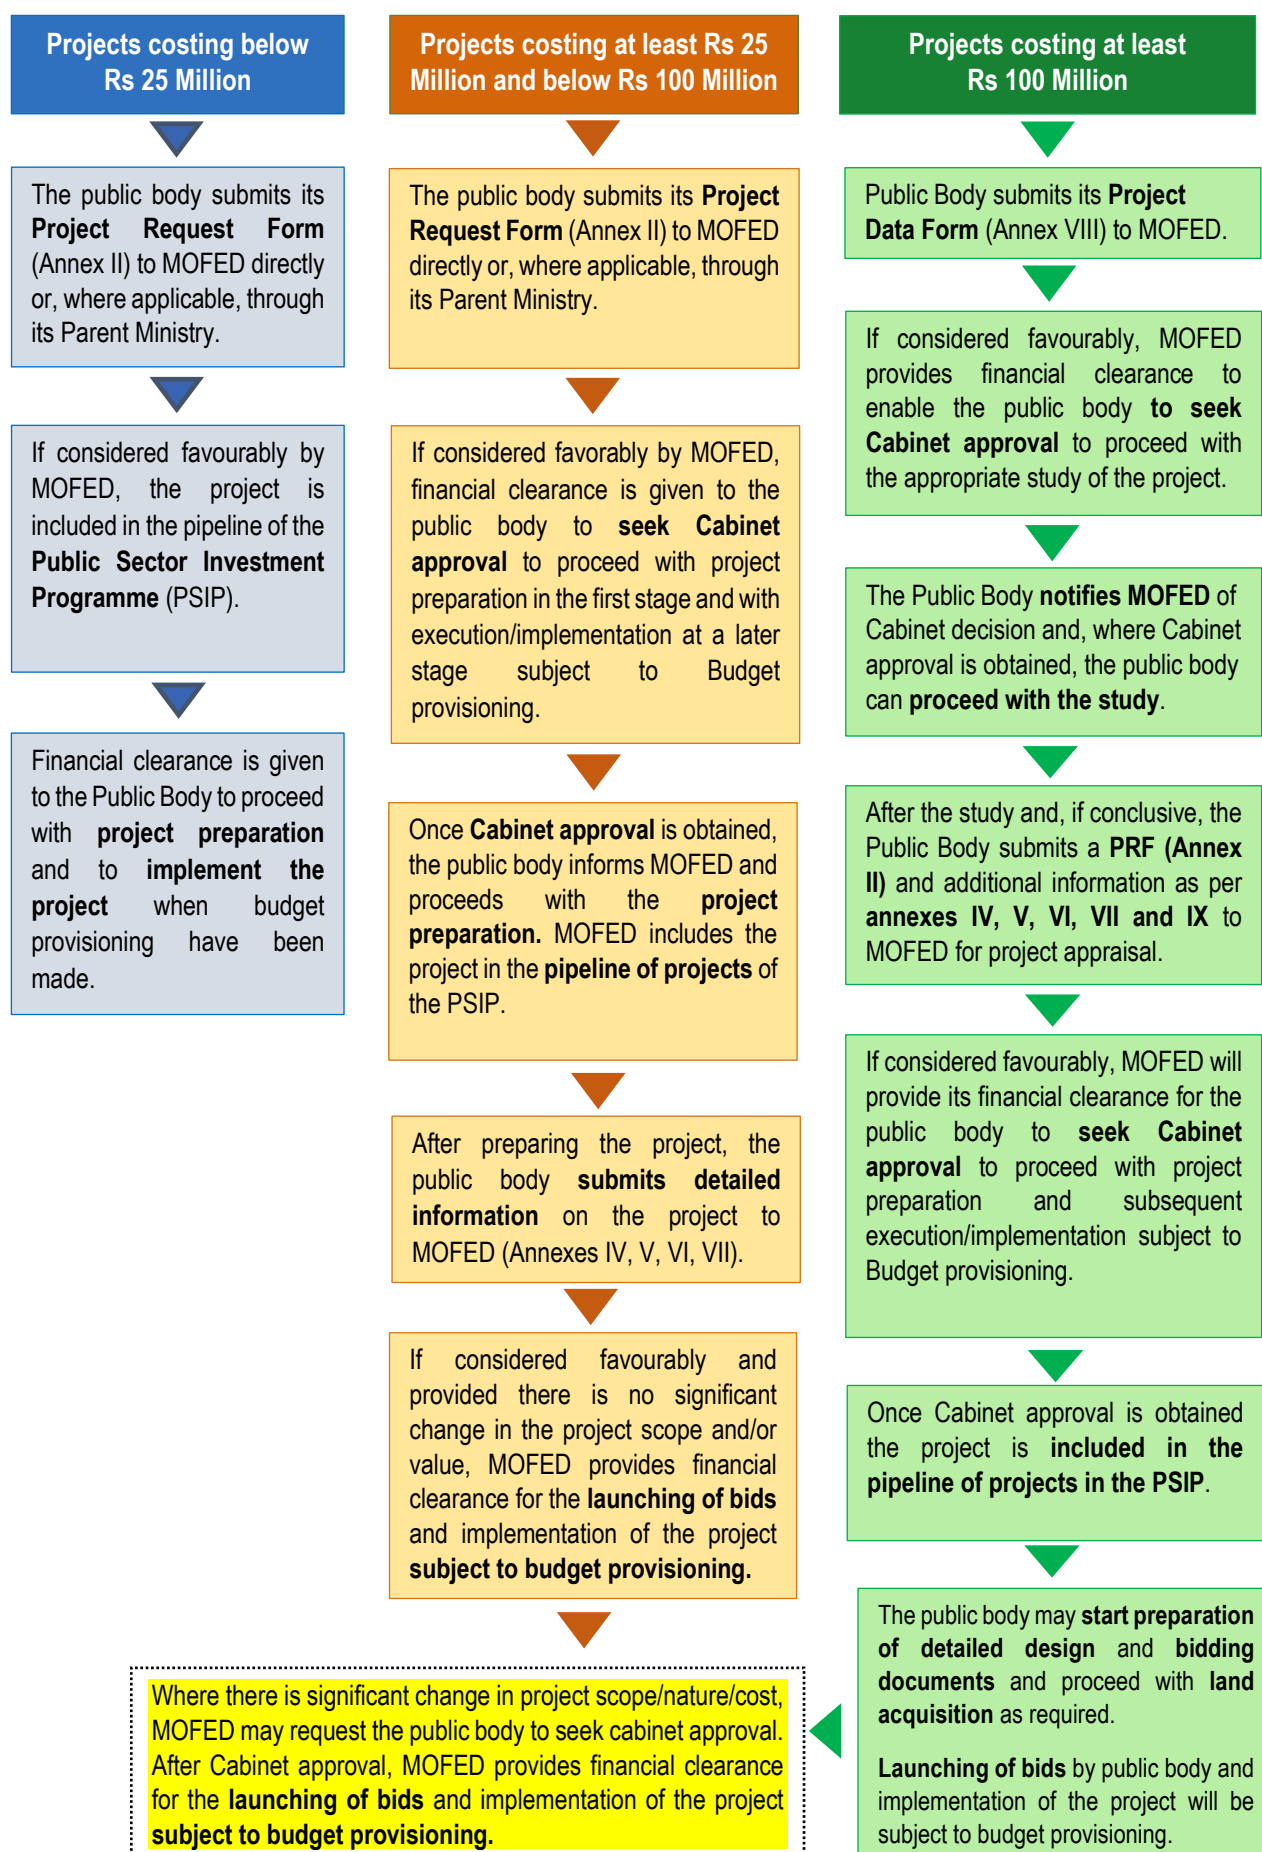 Projects costing below
Rs 25 Million
The public body submits its
Project Request Form
(Annex II) to MOFED directly
or, where applicable, through
its Parent Ministry.
If considered favourably by
MOFED, the project is
included in the pipeline of the
Public Sector Investment
Programme (PSIP).
Financial clearance is given
to the Public Body to proceed
with project preparation
and to implement the
project when budget
provisioning have been
made.
Projects costing at least Rs 25
Million and below Rs 100 Million
The public body submits its Project
Request Form (Annex II) to MOFED
directly or, where applicable, through
its Parent Ministry.
If considered favorably by MOFED,
financial clearance is given to the
public body to seek Cabinet
approval to proceed with project
preparation in the first stage and with
execution/implementation at a later
stage subject to Budget
provisioning.
Once Cabinet approval is obtained,
the public body informs MOFED and
proceeds with the project
preparation. MOFED includes the
project in the pipeline of projects of
the PSIP.
After preparing the project, the
public body submits detailed
information on the project to
MOFED (Annexes IV, V, VI, VII).
If considered favourably and
provided there is no significant
change in the project scope and/or
value, MOFED provides financial
clearance for the launching of bids
and implementation of the project
subject to budget provisioning.
Projects costing at least
Rs 100 Million
Public Body submits its Project
Data Form (Annex VIII) to MOFED.
If considered favourably, MOFED
provides financial clearance to
enable the public body to seek
Cabinet approval to proceed with
the appropriate study of the project.
The Public Body notifies MOFED of
Cabinet decision and, where Cabinet
approval is obtained, the public body
can proceed with the study.
After the study and, if conclusive, the
Public Body submits a PRF (Annex
II) and additional information as per
annexes IV, V, VI, VII and IX to
MOFED for project appraisal.
If considered favourably, MOFED will
provide its financial clearance for the
public body to seek Cabinet
approval to proceed with project
preparation and subsequent
execution/implementation subject to
Budget provisioning.
Once Cabinet approval is obtained
the project is included in the
pipeline of projects in the PSIP.
The public body may start preparation
of detailed design and bidding
documents and proceed with land
acquisition as required.
Launching of bids by public body and
implementation of the project will be
subject to budget provisioning.
Where there is significant change in project scope/nature/cost,
MOFED may request the public body to seek cabinet approval.
After Cabinet approval, MOFED provides financial clearance
for the launching of bids and implementation of the project
subject to budget provisioning.